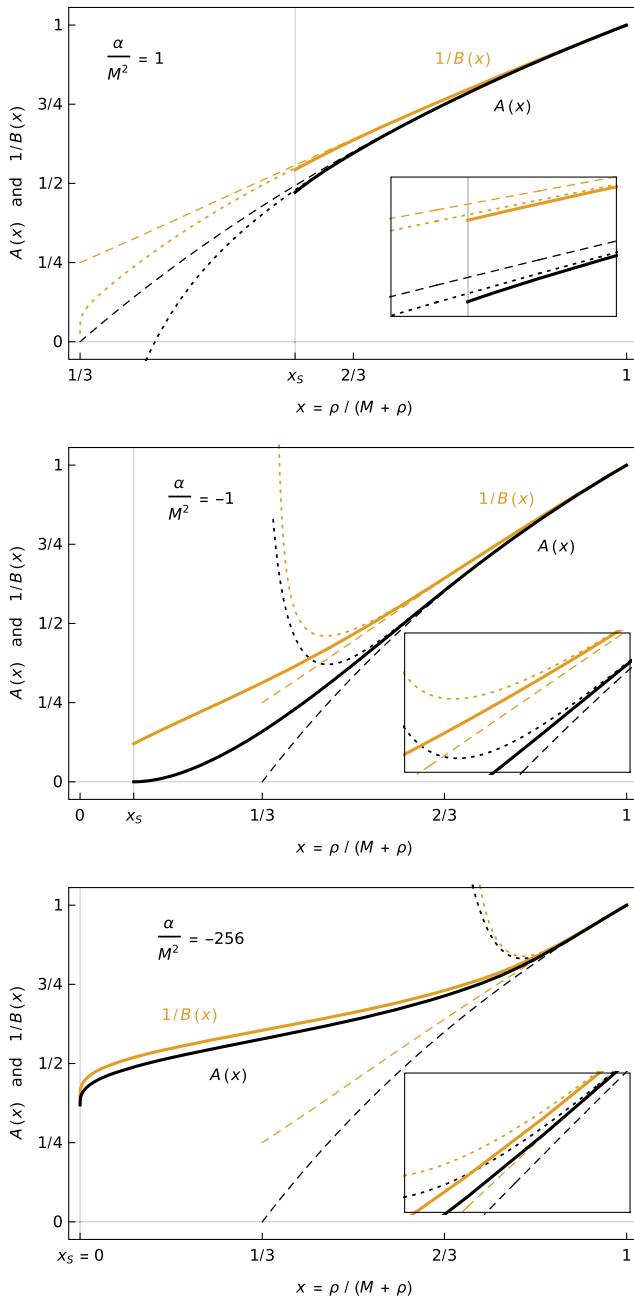 1
3/4
1/2
1/4
0
A(x) and 1/B(x)
α/M² = 1
1/B(x)
A(x)
1/3
x_S
2/3
1
x = ρ / (M + ρ)
1
3/4
1/2
1/4
0
A(x) and 1/B(x)
α/M² = –1
1/B(x)
A(x)
0
x_S
1/3
2/3
1
x = ρ / (M + ρ)
1
3/4
1/2
1/4
0
A(x) and 1/B(x)
α/M² = –256
1/B(x)
A(x)
x_S = 0
1/3
2/3
1
x = ρ / (M + ρ)